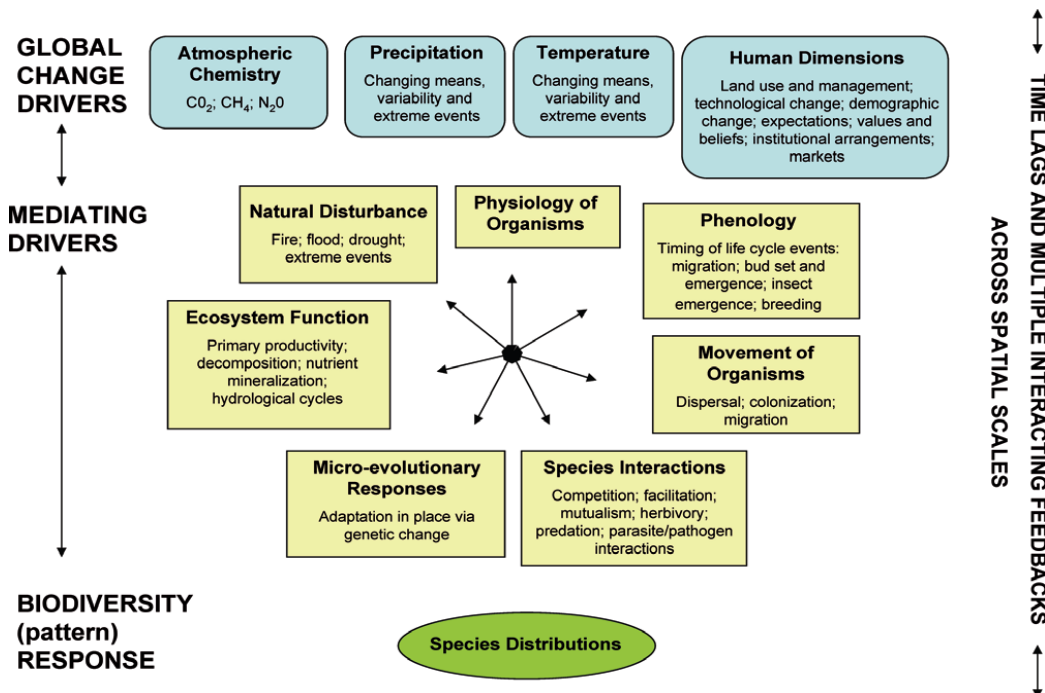 GLOBAL
CHANGE
DRIVERS
Atmospheric
Chemistry
C0₂; CH₄; N₂0
Precipitation
Changing means,
variability and
extreme events
Temperature
Changing means,
variability and
extreme events
Human Dimensions
Land use and management;
technological change; demographic
change; expectations; values and
beliefs; institutional arrangements;
markets
MEDIATING
DRIVERS
Natural Disturbance
Fire; flood; drought;
extreme events
Physiology of
Organisms
Phenology
Timing of life cycle events:
migration; bud set and
emergence; insect
emergence; breeding
Ecosystem Function
Primary productivity;
decomposition; nutrient
mineralization;
hydrological cycles
Movement of
Organisms
Dispersal; colonization;
migration
Micro-evolutionary
Responses
Adaptation in place via
genetic change
Species Interactions
Competition; facilitation;
mutualism; herbivory;
predation; parasite/pathogen
interactions
BIODIVERSITY
(pattern)
RESPONSE
Species Distributions
TIME LAGS AND MULTIPLE INTERACTING FEEDBACKS
ACROSS SPATIAL SCALES